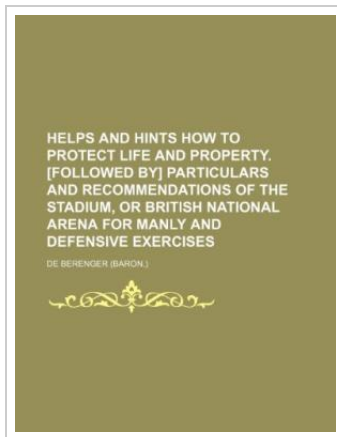 HELPS AND HINTS HOW TO
PROTECT LIFE AND PROPERTY.
[FOLLOWED BY] PARTICULARS
AND RECOMMENDATIONS OF THE
STADIUM, OR BRITISH NATIONAL
ARENA FOR MANLY AND
DEFENSIVE EXERCISES
DE BERENGER (BARON.)